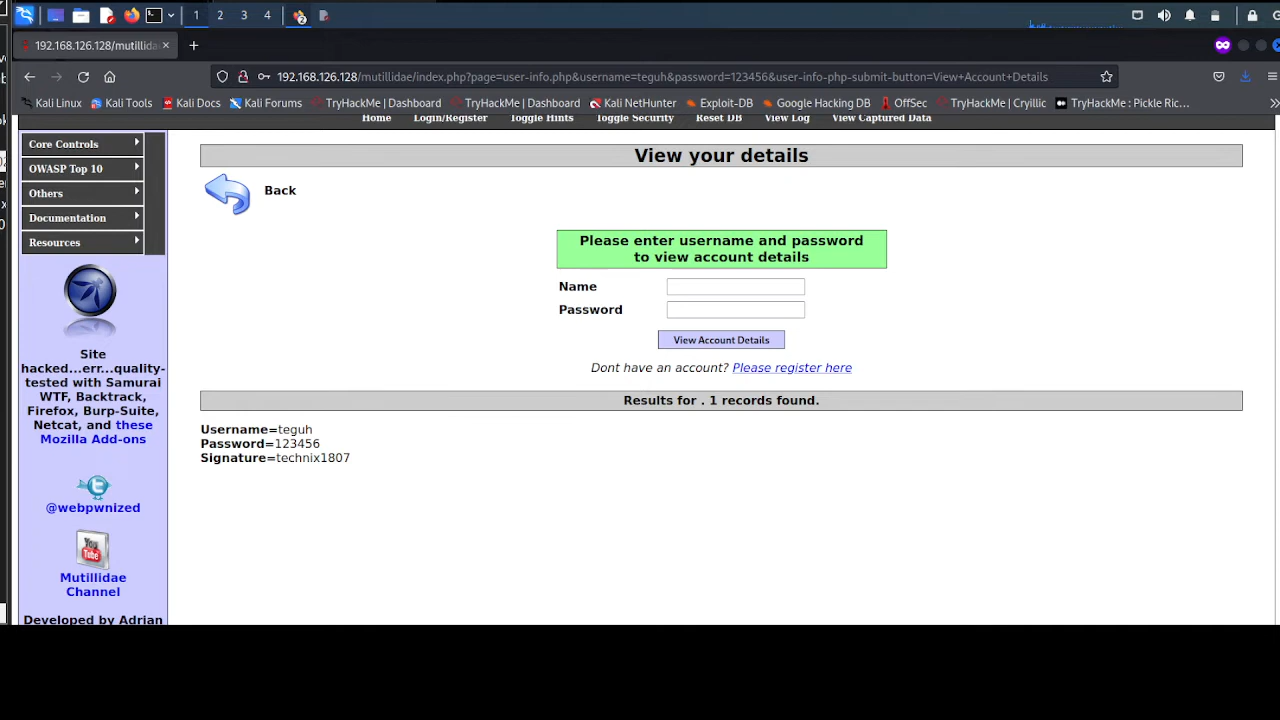 1 2 3 4 2
192.168.126.128/mutillida × +
192.168.126.128/mutillidae/index.php?page=user-info.php&username=teguh&password=123456&user-info-php-submit-button=View+Account+Details
Kali Linux Kali Tools Kali Docs Kali Forums TryHackMe | Dashboard TryHackMe | Dashboard Kali NetHunter Exploit-DB Google Hacking DB OffSec TryHackMe | Cryillic TryHackMe : Pickle Ric...
Home Login/Register Toggle Hints Toggle Security Reset DB View Log View Captured Data
Core Controls
OWASP Top 10
Others
Documentation
Resources
Site
hacked...err...quality-
tested with Samurai
WTF, Backtrack,
Firefox, Burp-Suite,
Netcat, and these
Mozilla Add-ons
@webpwnized
You
Tube
Mutillidae
Channel
Developed by Adrian
View your details
Back
Please enter username and password
to view account details
Name
Password
View Account Details
Dont have an account? Please register here
Results for . 1 records found.
Username=teguh
Password=123456
Signature=technix1807